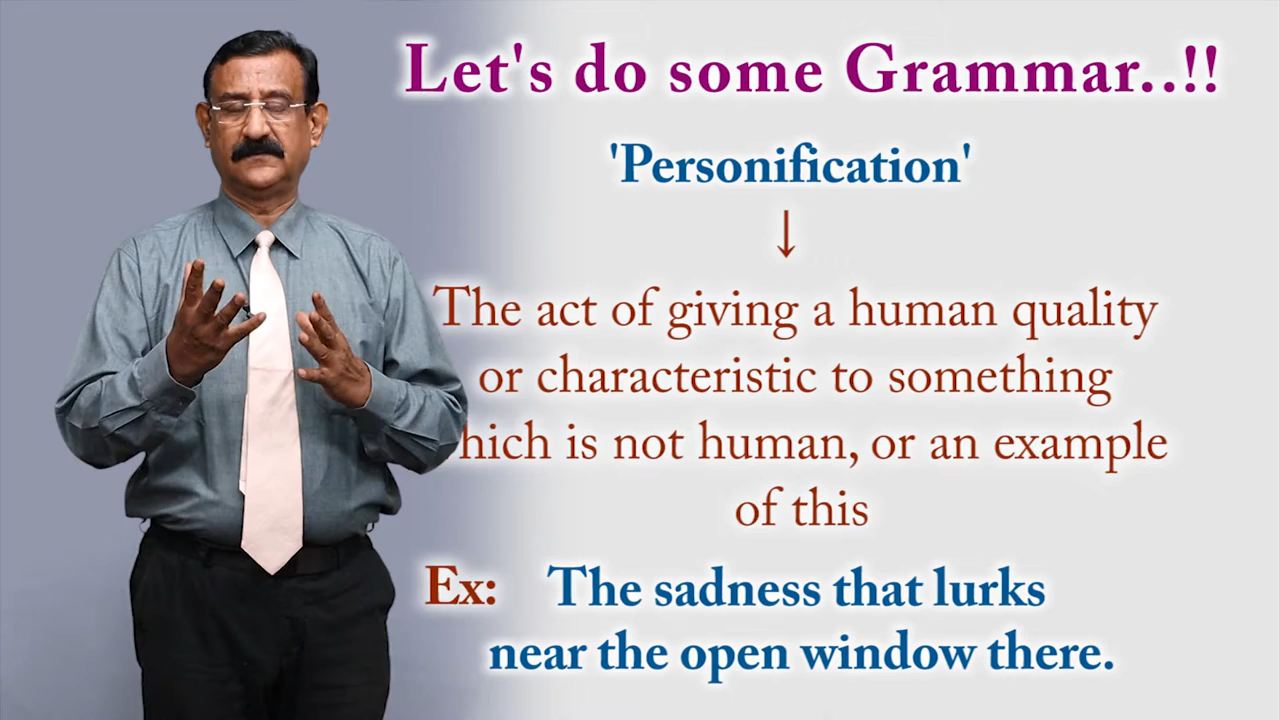 Let's do some Grammar..!!
'Personification'
↓
The act of giving a human quality
or characteristic to something
hich is not human, or an example
of this
Ex: The sadness that lurks
near the open window there.